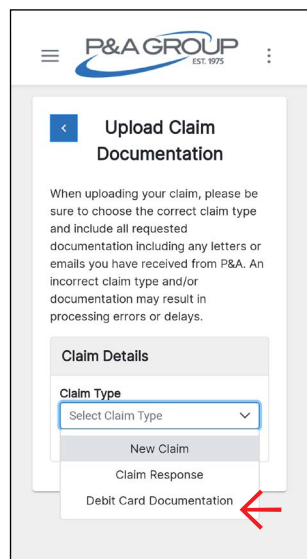 P&A GROUP
EST. 1975
Upload Claim
Documentation
When uploading your claim, please be
sure to choose the correct claim type
and include all requested
documentation including any letters or
emails you have received from P&A. An
incorrect claim type and/or
documentation may result in
processing errors or delays.
Claim Details
Claim Type
Select Claim Type
New Claim
Claim Response
Debit Card Documentation